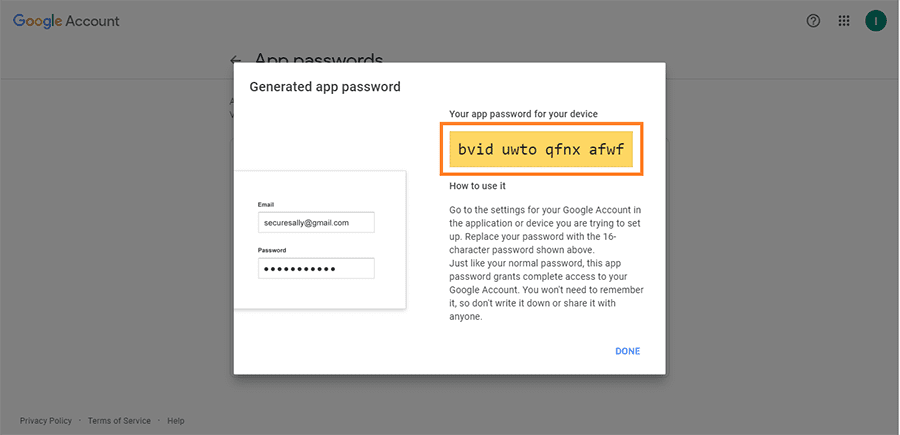 Google Account
I
App passwords
Generated app password
Your app password for your device
bvid uwto qfnx afwf
How to use it
Email
securesally@gmail.com
Password
Go to the settings for your Google Account in
the application or device you are trying to set
up. Replace your password with the 16-
character password shown above.
Just like your normal password, this app
password grants complete access to your
Google Account. You won't need to remember
it, so don't write it down or share it with
anyone.
DONE
Privacy Policy · Terms of Service · Help